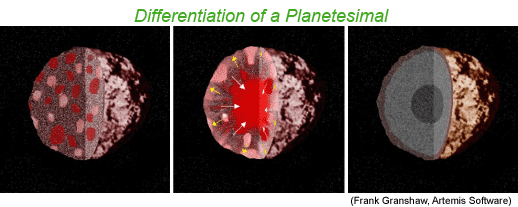 Differentiation of a Planetesimal
(Frank Granshaw, Artemis Software)